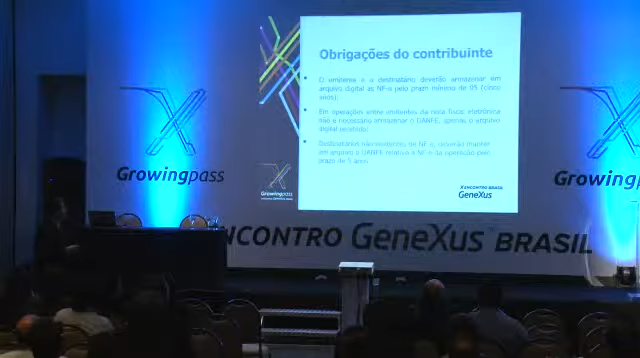 Obrigações do contribuinte
• O emitente e o destinatário deverão armazenar em
arquivo digital as NF-e pelo prazo mínimo de 05 (cinco
anos);
• Em operações entre emitentes da nota fiscal eletrônica
não é necessário armazenar o DANFE, apenas o arquivo
digital recebido;
• Destinatários não emitentes de NF-e, deverão manter
em arquivo o DANFE relativo a NF-e da operação pelo
prazo de 5 anos
Growingpass
X ENCONTRO BRASIL
GeneXus
Growingpass
Growing
NCONTRO GeneXus BRASIL